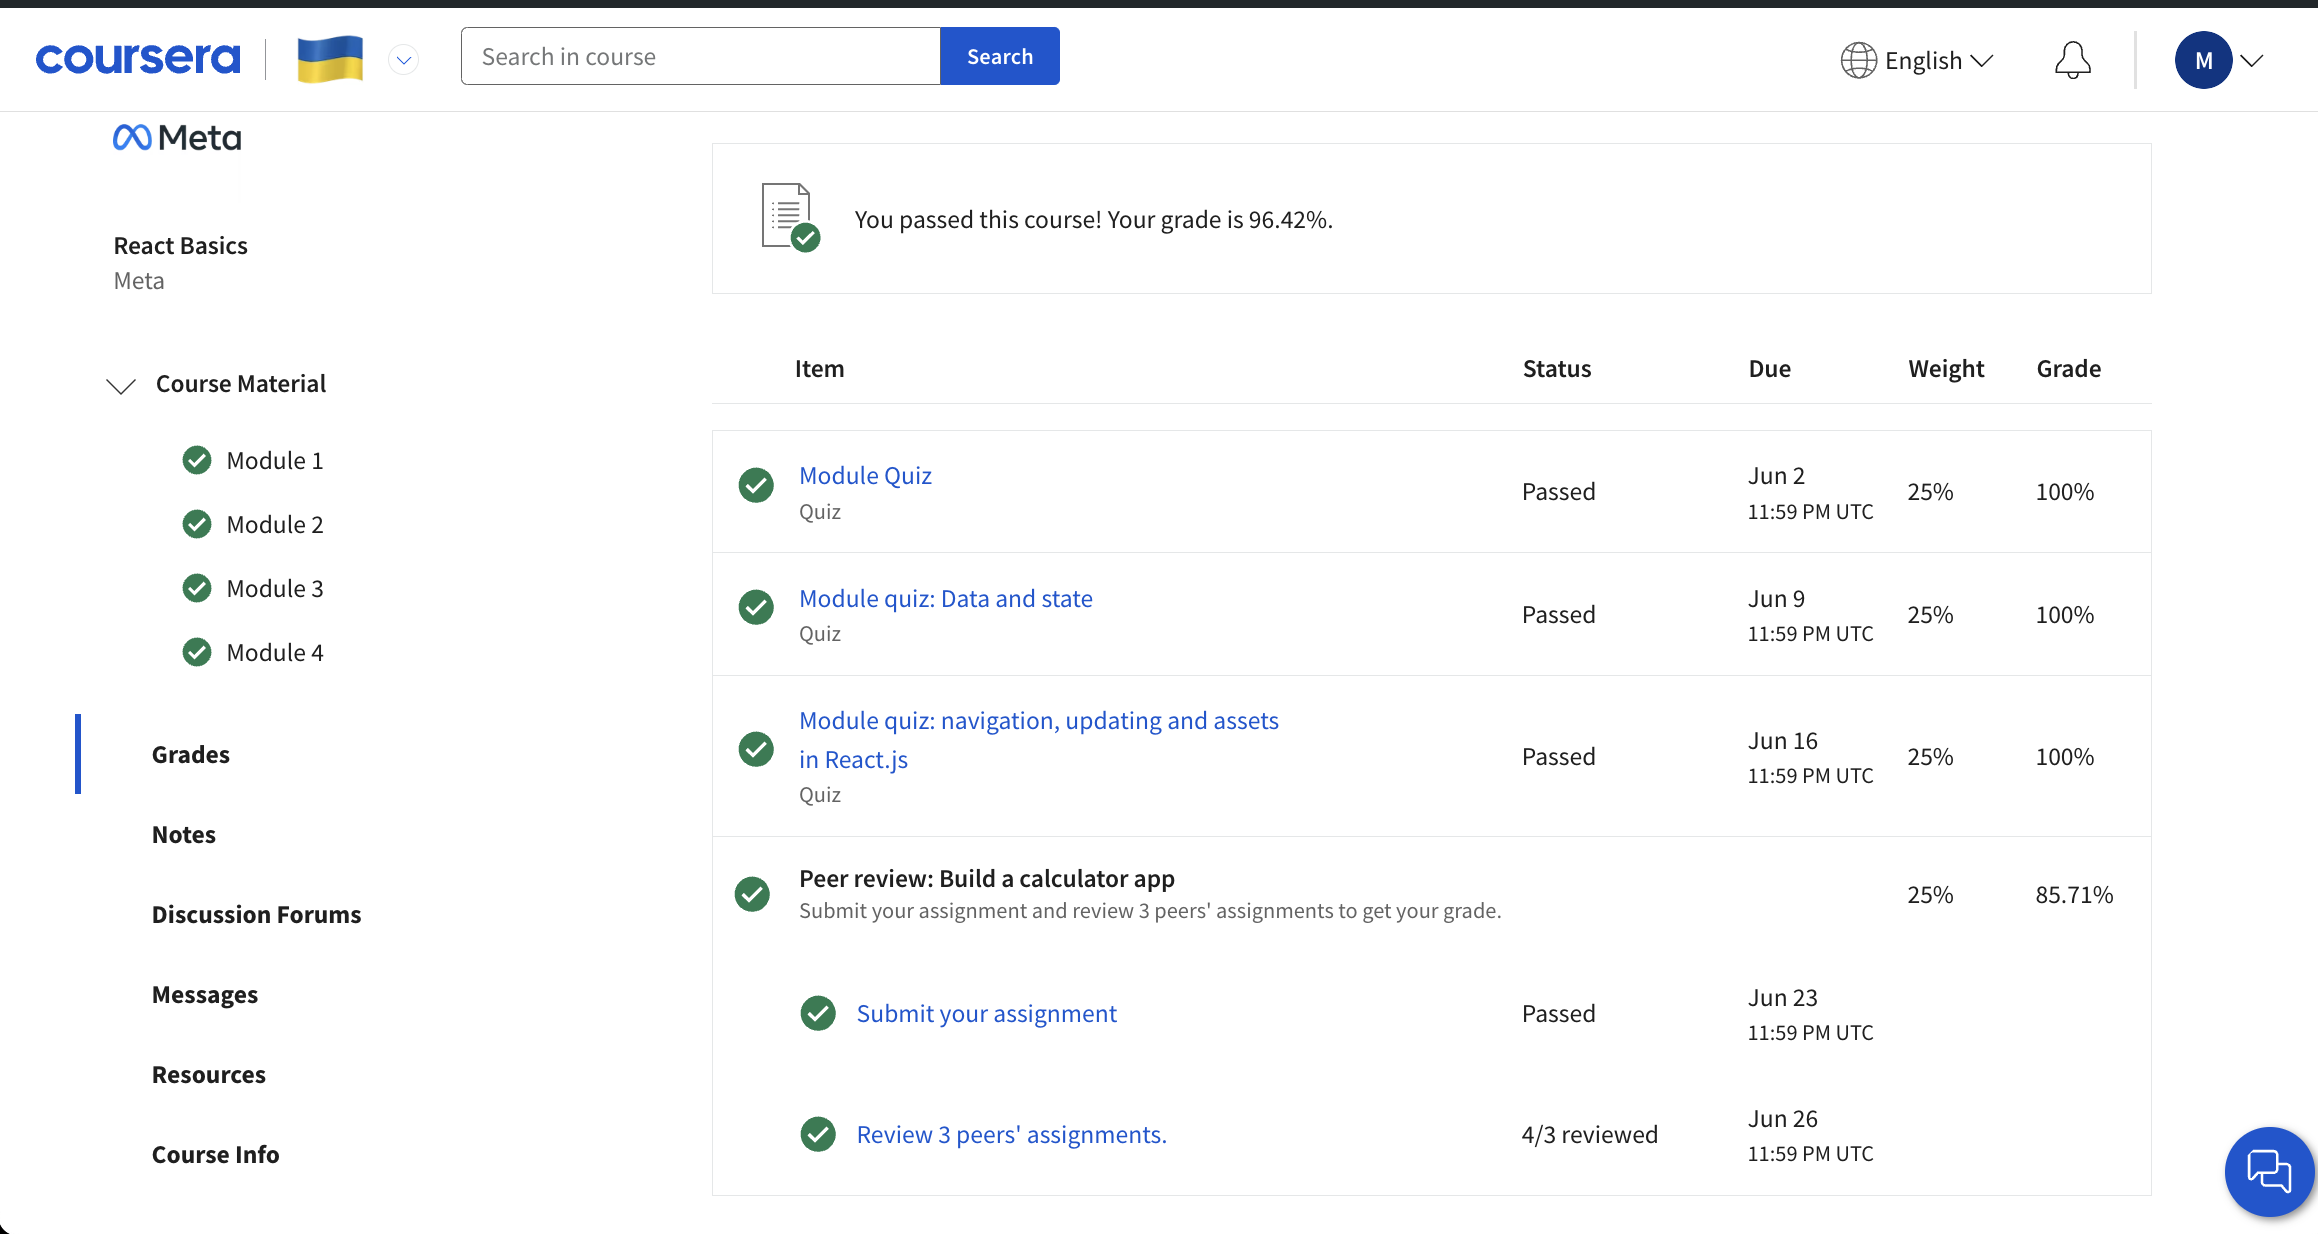 coursera
Search in course
Search
English
M
Meta
React Basics
Meta
Course Material
Module 1
Module 2
Module 3
Module 4
Grades
Notes
Discussion Forums
Messages
Resources
Course Info
You passed this course! Your grade is 96.42%.
Item Status Due Weight Grade
Module Quiz
Quiz
Passed
Jun 2
11:59 PM UTC
25%
100%
Module quiz: Data and state
Quiz
Passed
Jun 9
11:59 PM UTC
25%
100%
Module quiz: navigation, updating and assets
in React.js
Quiz
Passed
Jun 16
11:59 PM UTC
25%
100%
Peer review: Build a calculator app
Submit your assignment and review 3 peers' assignments to get your grade.
25%
85.71%
Submit your assignment
Passed
Jun 23
11:59 PM UTC
Review 3 peers' assignments.
4/3 reviewed
Jun 26
11:59 PM UTC